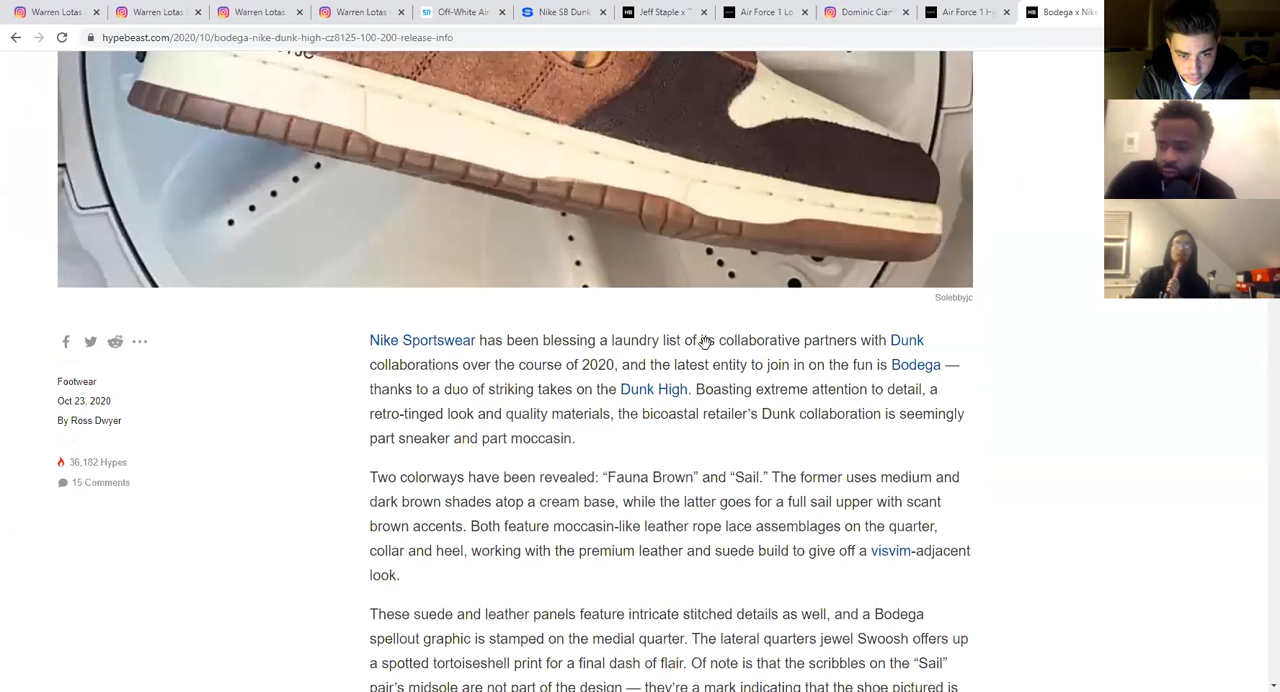 Warren Lotas
Warren Lotas
Warren Lotas
Warren Lotas
Off-White Air
Nike SB Dunk
Jeff Staple x T
Air Force 1 Lo
Dominic Ciam
Air Force 1 Hi
Bodega x Nik
hypebeast.com/2020/10/bodega-nike-dunk-high-cz8125-100-200-release-info
Solebbyjc
Nike Sportswear has been blessing a laundry list of its collaborative partners with Dunk
collaborations over the course of 2020, and the latest entity to join in on the fun is Bodega —
thanks to a duo of striking takes on the Dunk High. Boasting extreme attention to detail, a
retro-tinged look and quality materials, the bicoastal retailer's Dunk collaboration is seemingly
part sneaker and part moccasin.
Footwear
Oct 23, 2020
By Ross Dwyer
36,182 Hypes
15 Comments
Two colorways have been revealed: “Fauna Brown” and “Sail.” The former uses medium and
dark brown shades atop a cream base, while the latter goes for a full sail upper with scant
brown accents. Both feature moccasin-like leather rope lace assemblages on the quarter,
collar and heel, working with the premium leather and suede build to give off a visvim-adjacent
look.
These suede and leather panels feature intricate stitched details as well, and a Bodega
spellout graphic is stamped on the medial quarter. The lateral quarters jewel Swoosh offers up
a spotted tortoiseshell print for a final dash of flair. Of note is that the scribbles on the “Sail”
pair's midsole are not part of the design — they're a mark indicating that the shoe pictured is